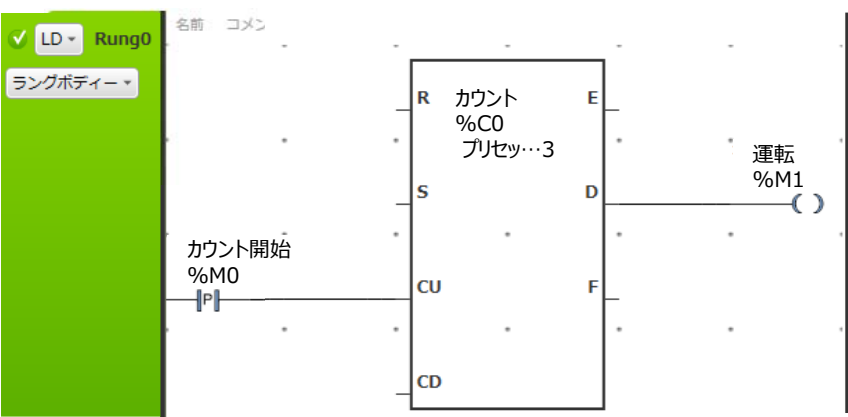 LD Rung0
ラングボディー
名前 コメン
R カウント E
%C0
プリセッ…3
S D
運転
%M1
カウント開始
%M0
P
CU F
CD